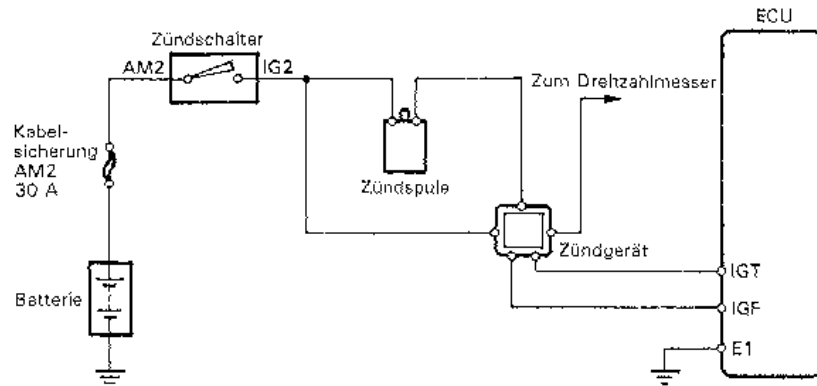 ECU
Zündschalter
AM2
IG2
Zum Drehzahlmesser
Kabel-
sicherung
AM2
30 A
Zündspule
Zündgerät
Batterie
IGT
IGF
E1